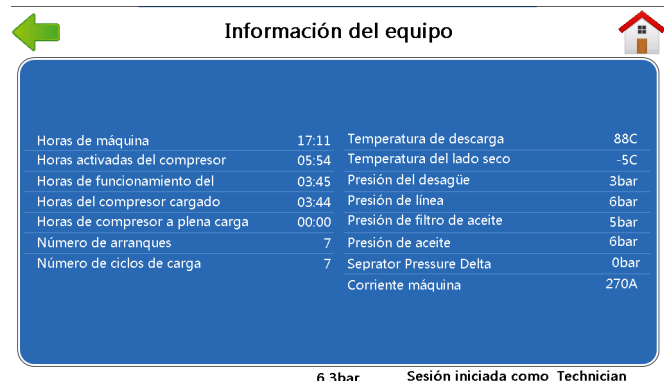 Información del equipo
Horas de máquina 17:11
Horas activadas del compresor 05:54
Horas de funcionamiento del 03:45
Horas del compresor cargado 03:44
Horas de compresor a plena carga 00:00
Número de arranques 7
Número de ciclos de carga 7
Temperatura de descarga 88C
Temperatura del lado seco -5C
Presión del desagüe 3bar
Presión de línea 6bar
Presión de filtro de aceite 5bar
Presión de aceite 6bar
Seprator Pressure Delta 0bar
Corriente máquina 270A
6.3bar Sesión iniciada como Technician